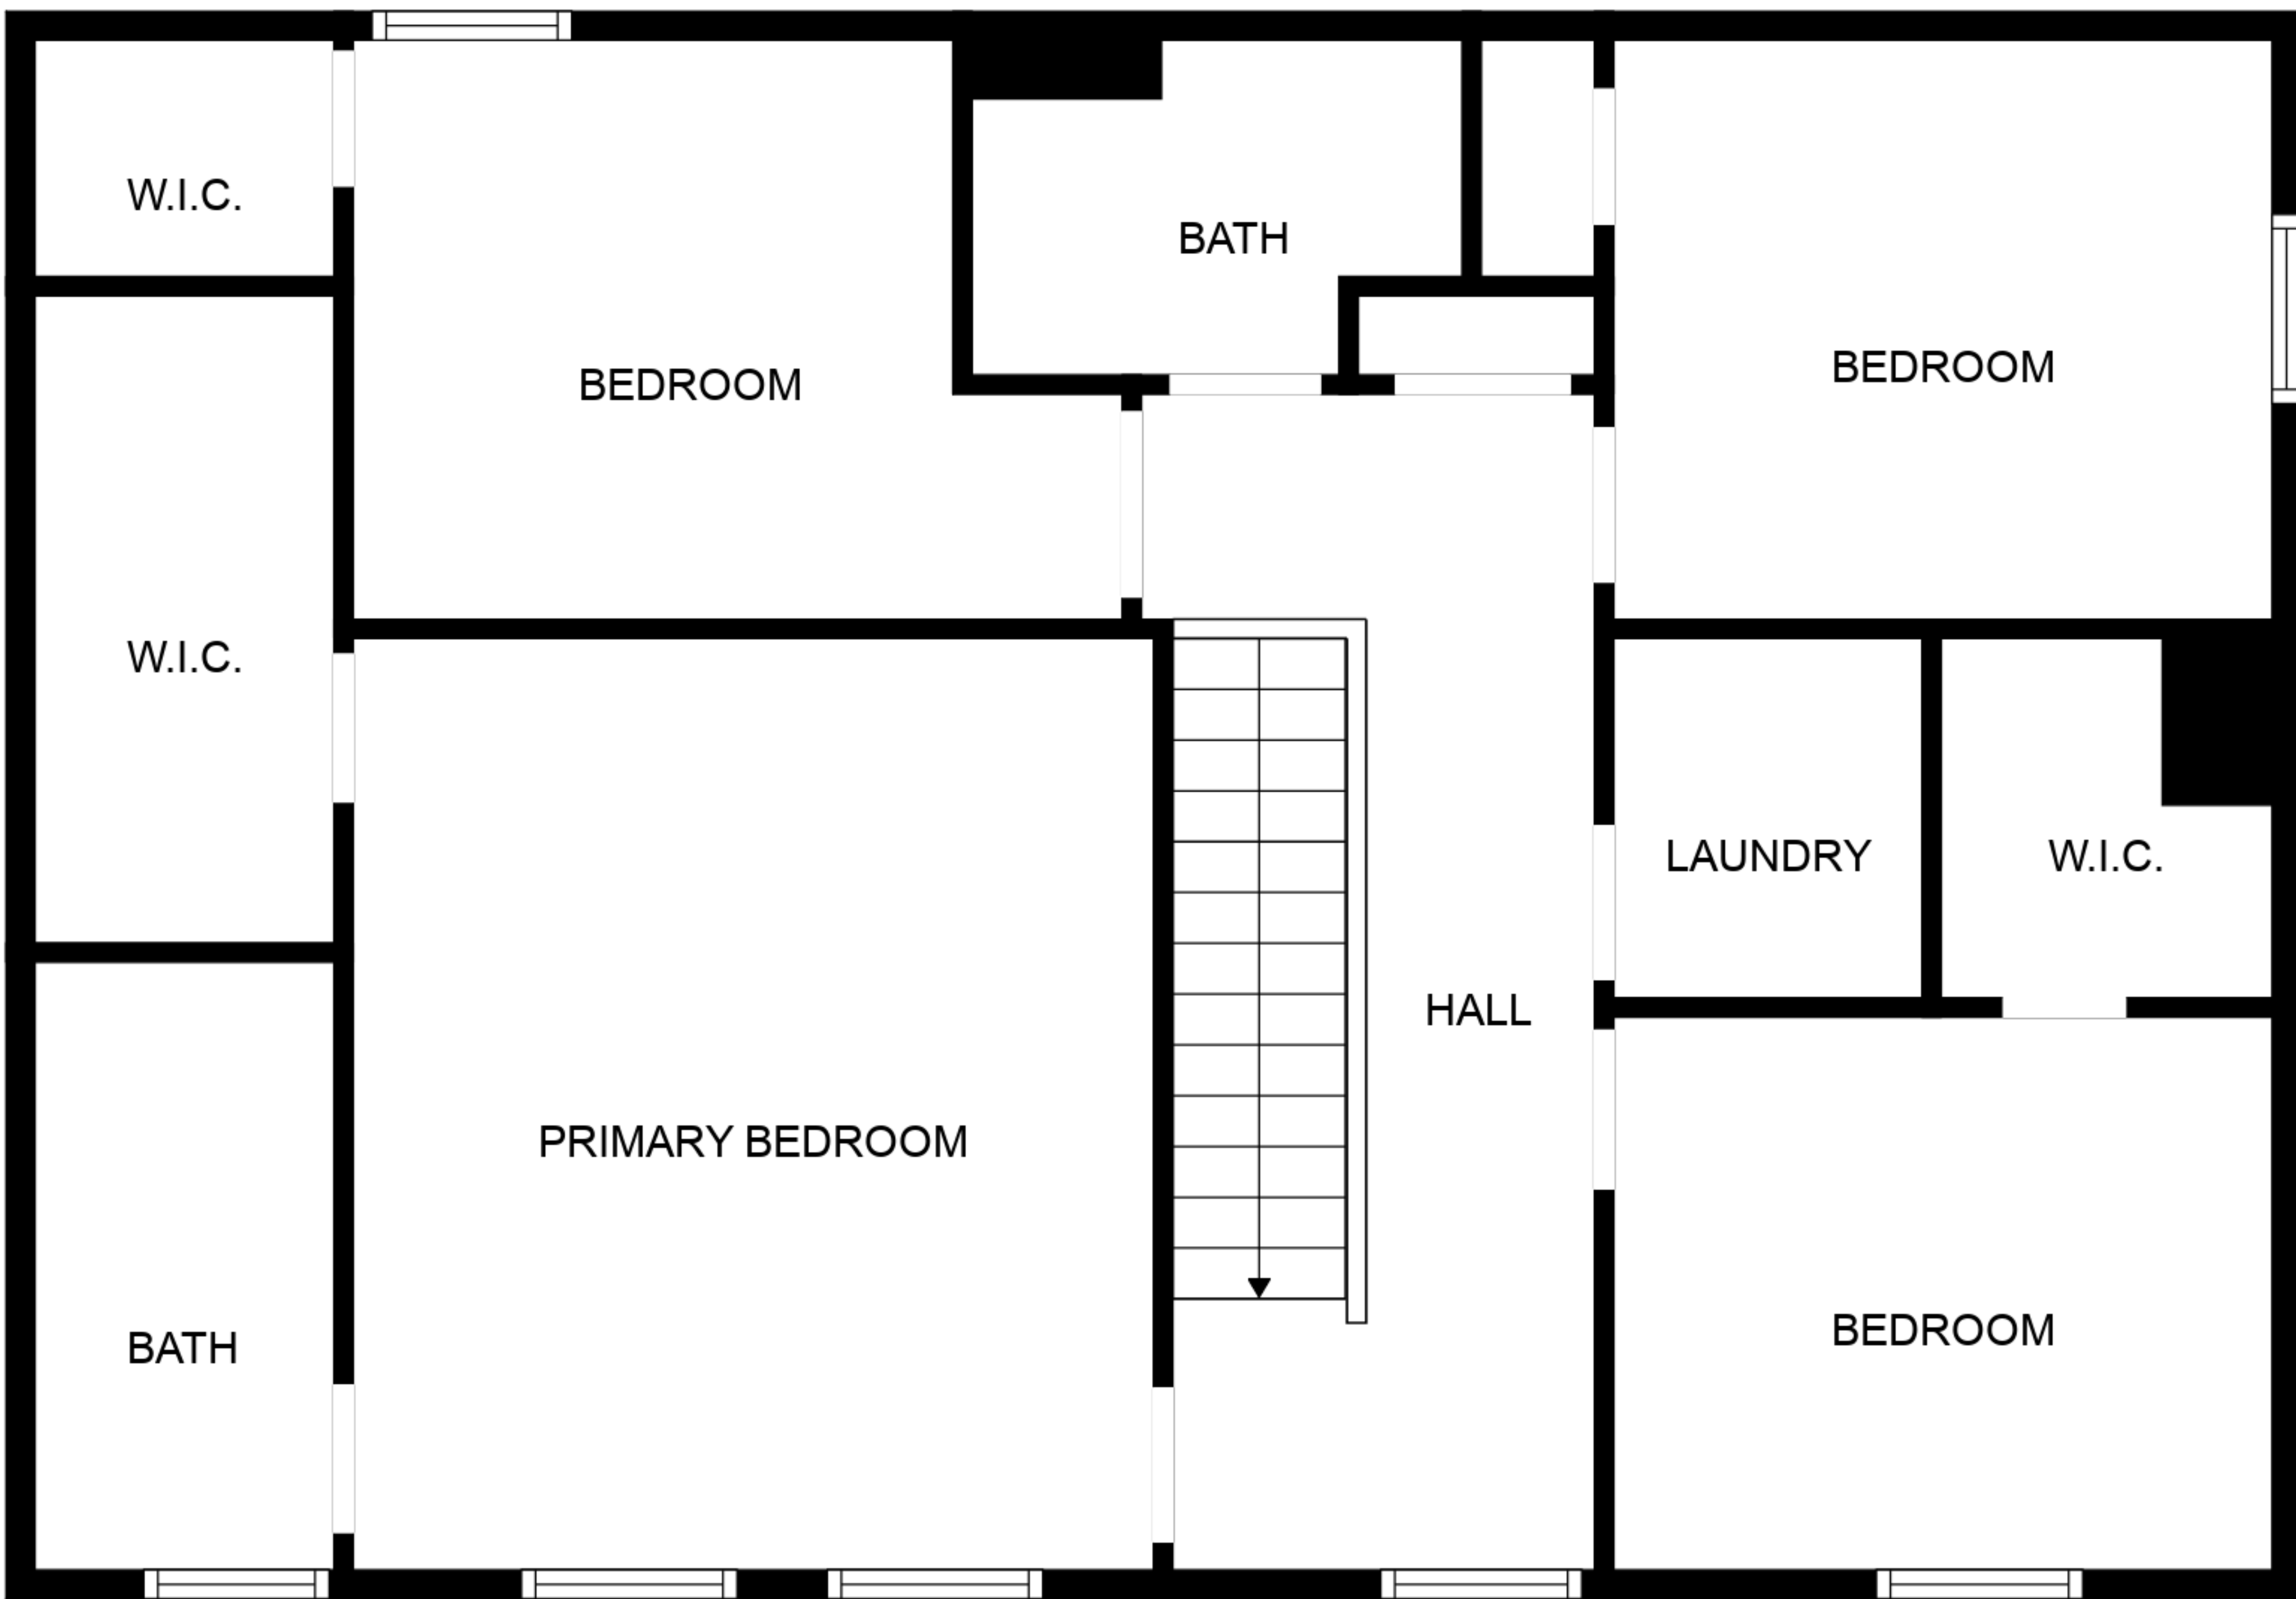 W.I.C.
BATH
BEDROOM
BEDROOM
W.I.C.
LAUNDRY
W.I.C.
HALL
PRIMARY BEDROOM
BEDROOM
BATH